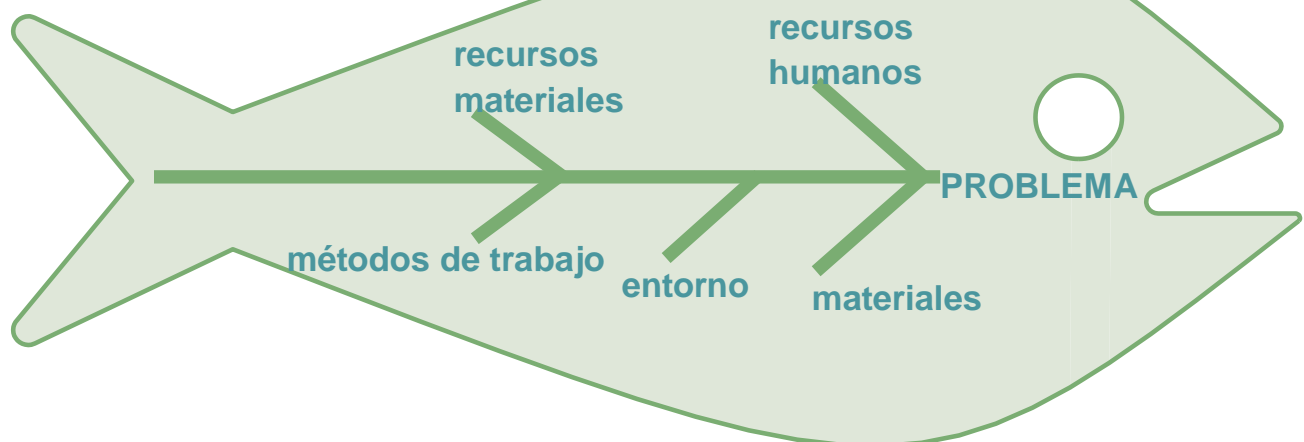 recursos
materiales
recursos
humanos
PROBLEMA
métodos de trabajo
entorno
materiales